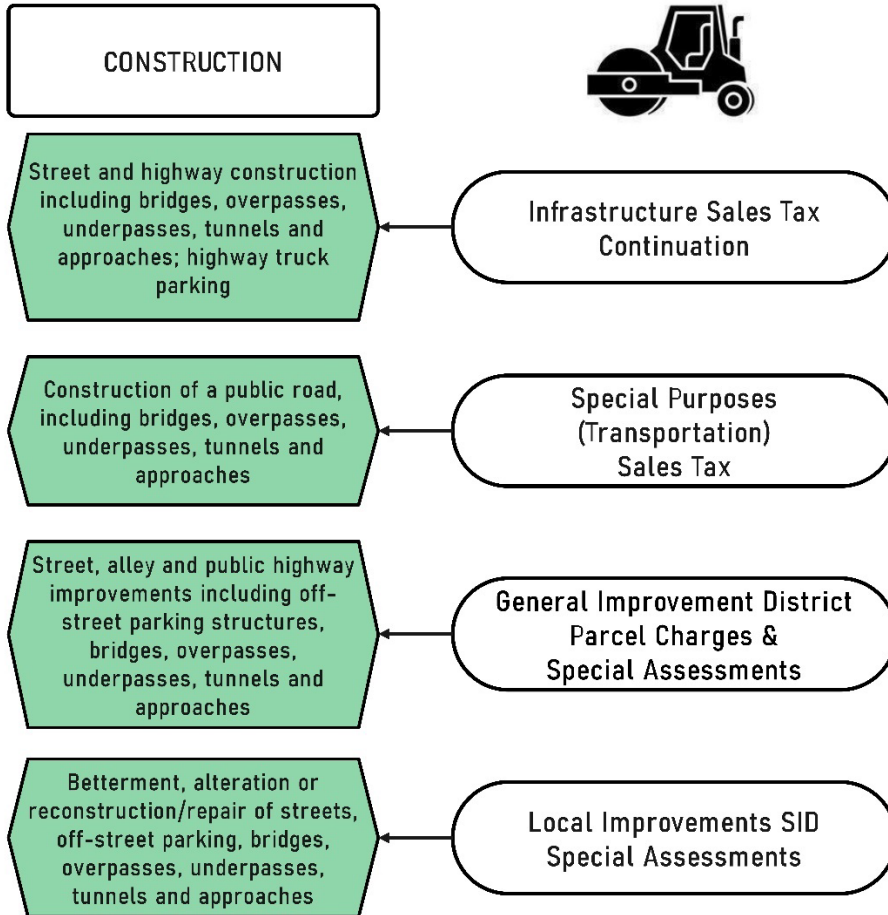 CONSTRUCTION
Street and highway construction
including bridges, overpasses,
underpasses, tunnels and
approaches; highway truck
parking
Infrastructure Sales Tax
Continuation
Construction of a public road,
including bridges, overpasses,
underpasses, tunnels and
approaches
Special Purposes
(Transportation)
Sales Tax
Street, alley and public highway
improvements including off-
street parking structures,
bridges, overpasses,
underpasses, tunnels and
approaches
General Improvement District
Parcel Charges &
Special Assessments
Betterment, alteration or
reconstruction/repair of streets,
off-street parking, bridges,
overpasses, underpasses,
tunnels and approaches
Local Improvements SID
Special Assessments